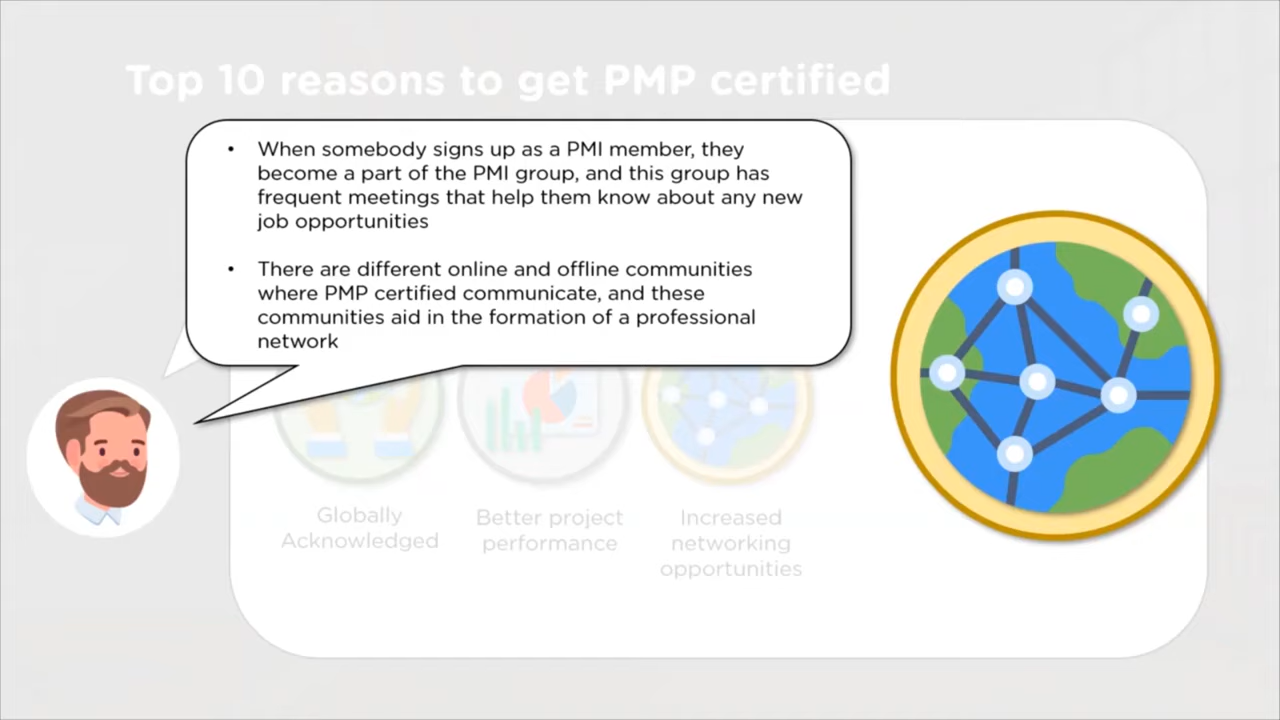 Top 10 reasons to get PMP certified
• When somebody signs up as a PMI member, they
become a part of the PMI group, and this group has
frequent meetings that help them know about any new
job opportunities
• There are different online and offline communities
where PMP certified communicate, and these
communities aid in the formation of a professional
network
Globally
Acknowledged
Better project
performance
Increased
networking
opportunities